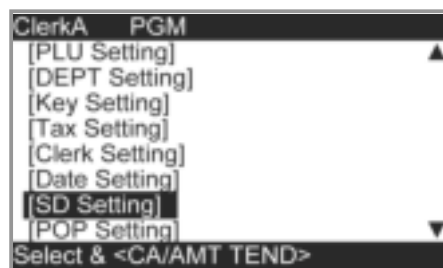 ClerkA PGM
[PLU Setting]
[DEPT Setting]
[Key Setting]
[Tax Setting]
[Clerk Setting]
[Date Setting]
[SD Setting]
[POP Setting]
Select & <CA/AMT TEND>